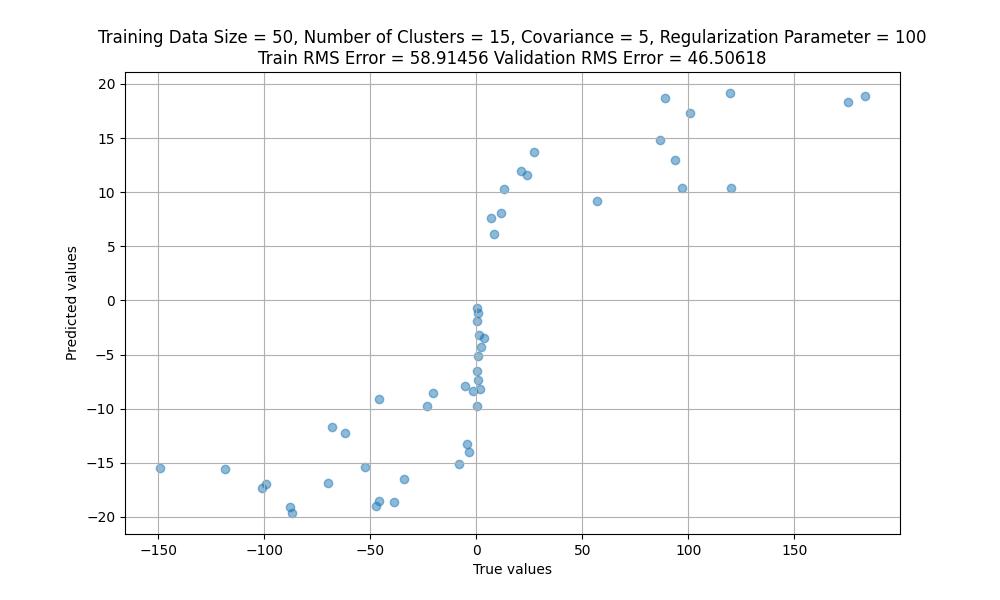 Training Data Size = 50, Number of Clusters = 15, Covariance = 5, Regularization Parameter = 100
Train RMS Error = 58.91456 Validation RMS Error = 46.50618
20
15
10
5
0
−5
−10
−15
−20
Predicted values
−150 −100 −50 0 50 100 150
True values